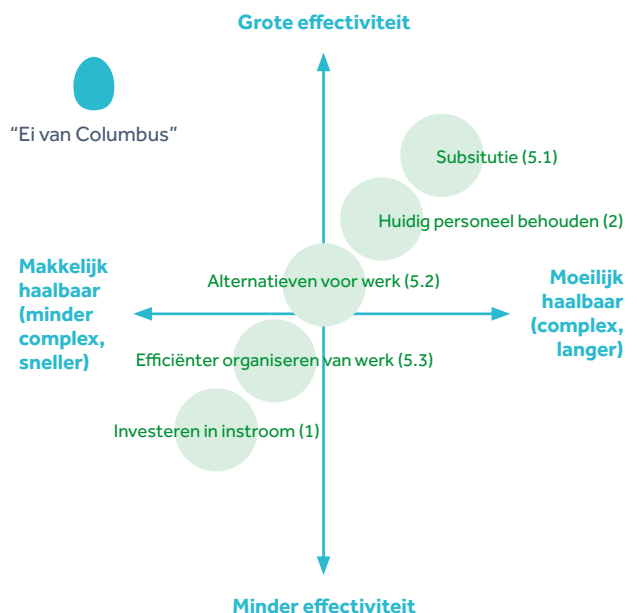 Grote effectiviteit
“Ei van Columbus”
Subsitutie (5.1)
Huidig personeel behouden (2)
Makkelijk
haalbaar
(minder
complex,
sneller)
Alternatieven voor werk (5.2)
Moeilijk
haalbaar
(complex,
langer)
Efficiënter organiseren van werk (5.3)
Investeren in instroom (1)
Minder effectiviteit